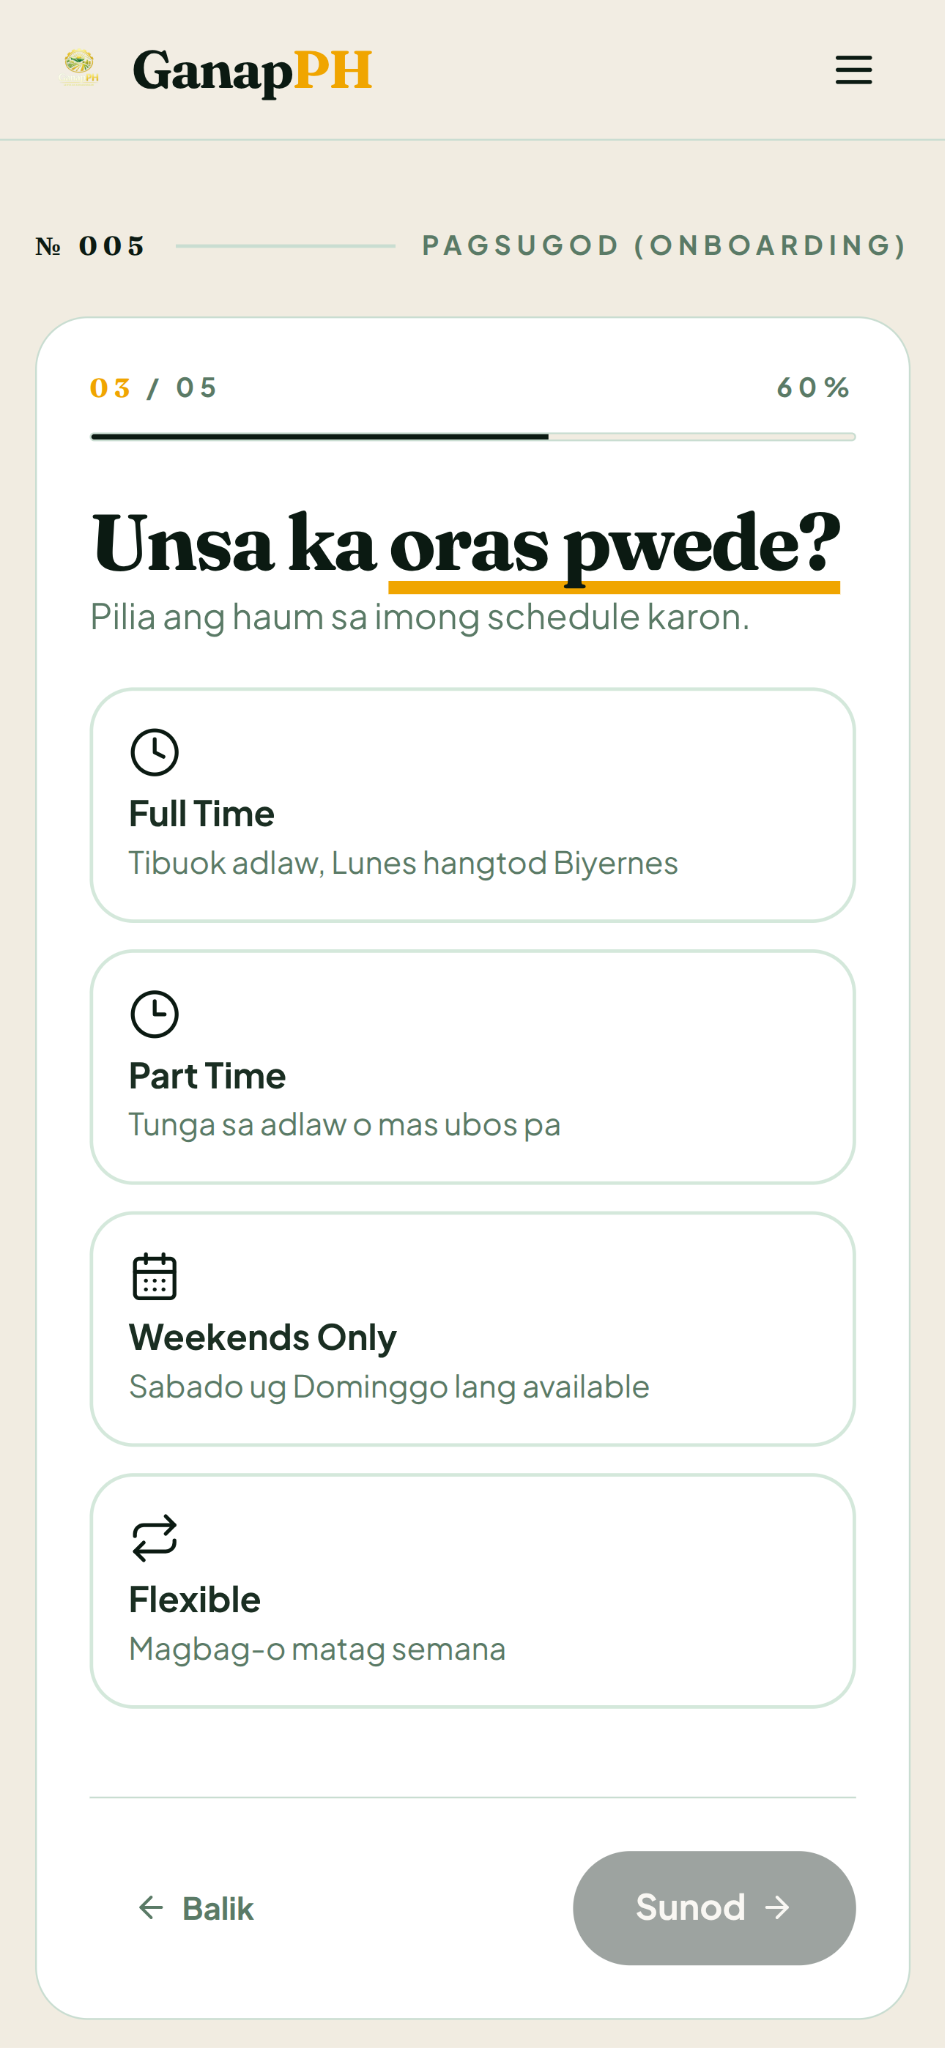 GanapPH
№ 005
PAGSUGOD (ONBOARDING)
03 / 05
60%
Unsa ka oras pwede?
Pilia ang haum sa imong schedule karon.
Full Time
Tibuok adlaw, Lunes hangtod Biyernes
Part Time
Tunga sa adlaw o mas ubos pa
Weekends Only
Sabado ug Dominggo lang available
Flexible
Magbag-o matag semana
← Balik
Sunod →